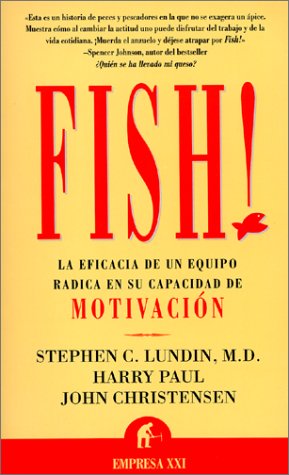 «Esta es un historia de peces y pescadores en la que no se exagera un ápice.
Muestra cómo al cambiar la actitud uno puede disfrutar del trabajo y de la
vida cotidiana. ¡Muerda el anzuelo y déjese atrapar por Fish!»
–Spencer Johnson, autor del bestseller
¿Quién se ha llevado mi queso?
FISH!
LA EFICACIA DE UN EQUIPO
RADICA EN SU CAPACIDAD DE
MOTIVACIÓN
STEPHEN C. LUNDIN, M.D.
HARRY PAUL
JOHN CHRISTENSEN
EMPRESA XXI